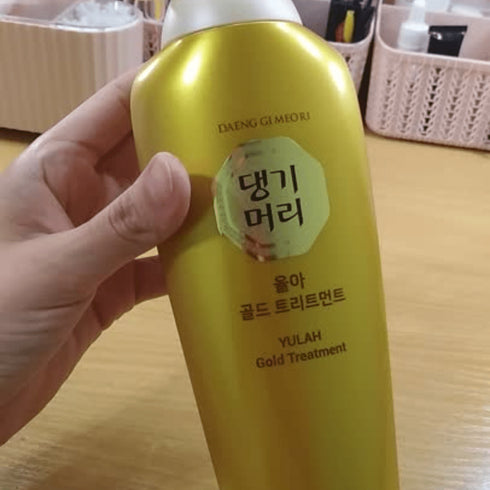 DAENG GI MEO RI
댕기
머리
율아
골드 트리트먼트
YULAH
Gold Treatment